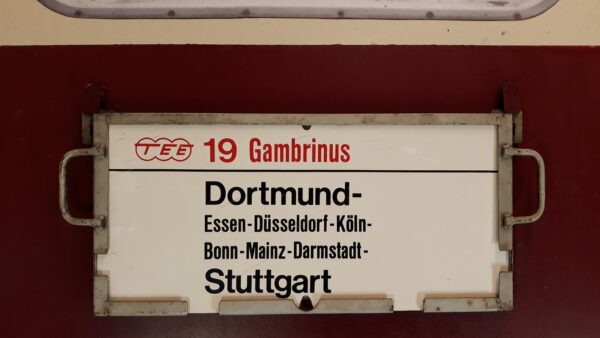 TEE 19 Gambrinus
Dortmund-
Essen-Düsseldorf-Köln-
Bonn-Mainz-Darmstadt-
Stuttgart